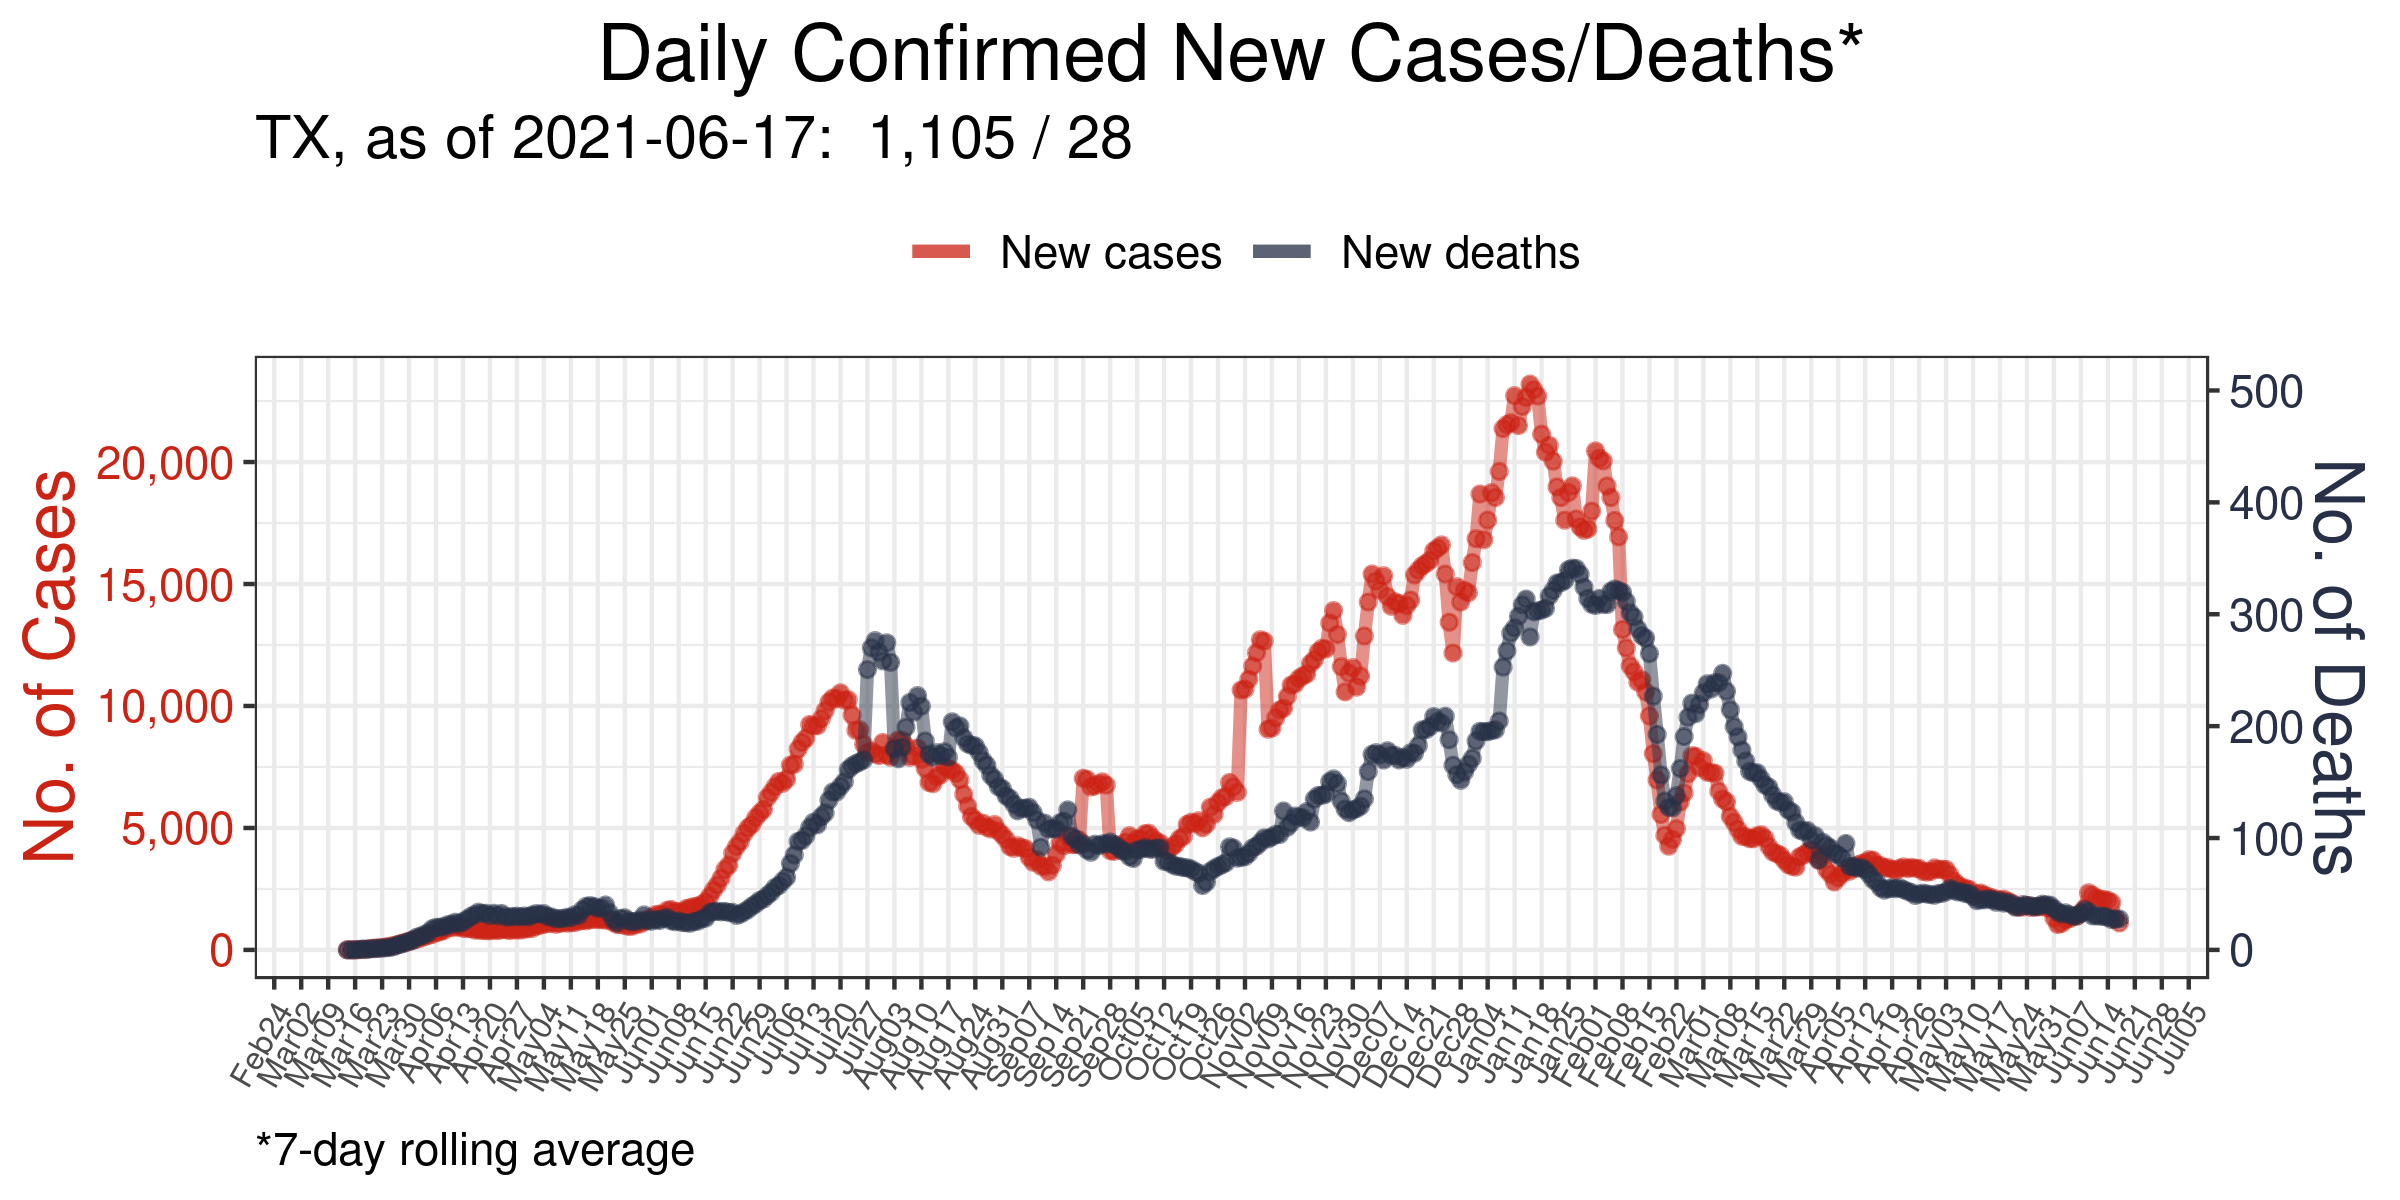 Daily Confirmed New Cases/Deaths*
TX, as of 2021-06-17:  1,105 / 28
New cases
New deaths
No. of Cases
20,000
15,000
10,000
5,000
0
500
400
300
200
100
0
No. of Deaths
Feb24
Mar02
Mar09
Mar16
Mar23
Mar30
Apr06
Apr13
Apr20
Apr27
May04
May11
May18
May25
Jun01
Jun08
Jun15
Jun22
Jun29
Jul06
Jul13
Jul20
Jul27
Aug03
Aug10
Aug17
Aug24
Aug31
Sep07
Sep14
Sep21
Sep28
Oct05
Oct12
Oct19
Oct26
Nov02
Nov09
Nov16
Nov23
Nov30
Dec07
Dec14
Dec21
Dec28
Jan04
Jan11
Jan18
Jan25
Feb01
Feb08
Feb15
Feb22
Mar01
Mar08
Mar15
Mar22
Mar29
Apr05
Apr12
Apr19
Apr26
May03
May10
May17
May24
May31
Jun07
Jun14
Jun21
Jun28
Jul05
*7-day rolling average